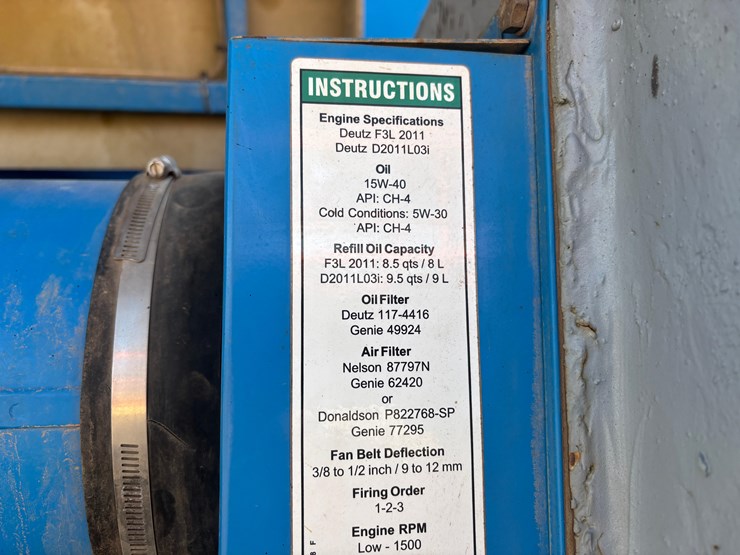 INSTRUCTIONS
Engine Specifications
Deutz F3L 2011
Deutz D2011L03i
Oil
15W-40
API: CH-4
Cold Conditions: 5W-30
API: CH-4
Refill Oil Capacity
F3L 2011: 8.5 qts / 8 L
D2011L03i: 9.5 qts / 9 L
Oil Filter
Deutz 117-4416
Genie 49924
Air Filter
Nelson 87797N
Genie 62420
or
Donaldson P822768-SP
Genie 77295
Fan Belt Deflection
3/8 to 1/2 inch / 9 to 12 mm
Firing Order
1-2-3
Engine RPM
Low - 1500